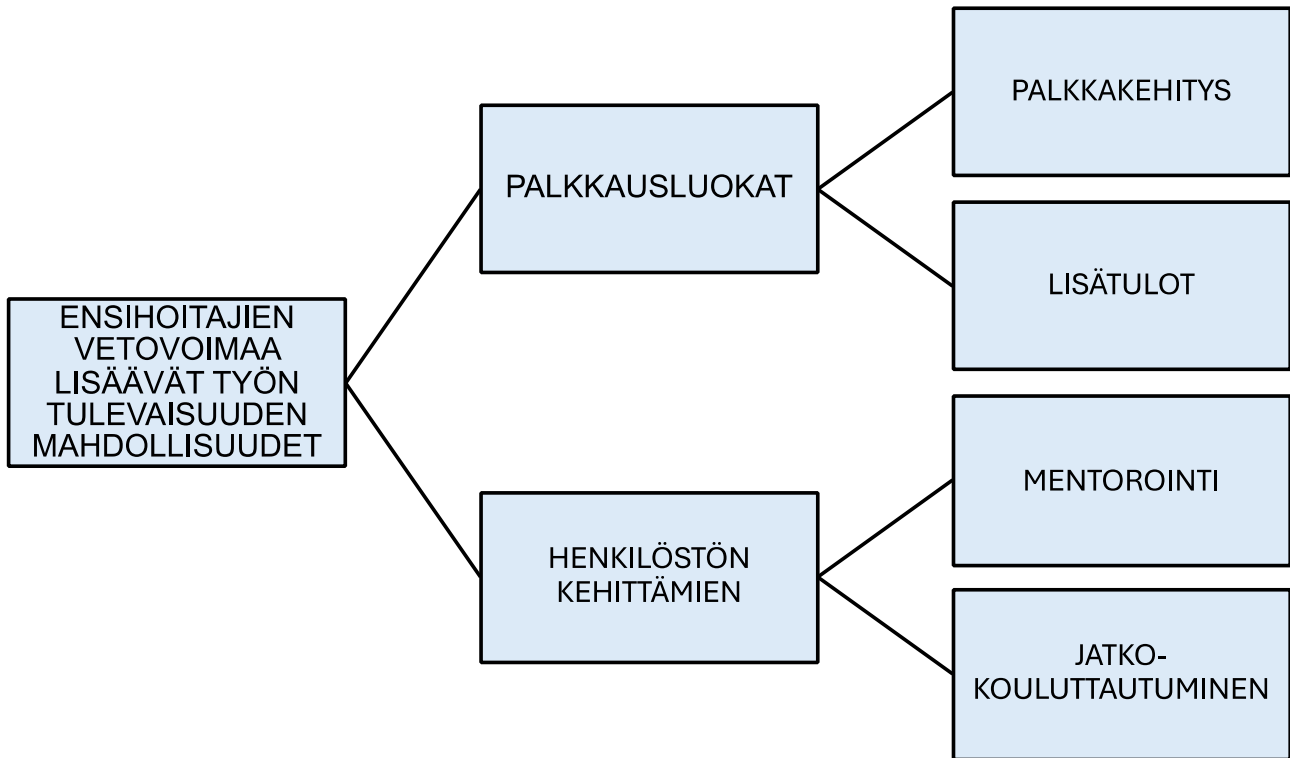 ENSIHOITAJIEN
VETOVOIMAA
LISÄÄVÄT TYÖN
TULEVAISUUDEN
MAHDOLLISUUDET
PALKKAUSLUOKAT
PALKKAKEHITYS
LISÄTULOT
HENKILÖSTÖN
KEHITTÄMIEN
MENTOROINTI
JATKO-
KOULUTTAUTUMINEN